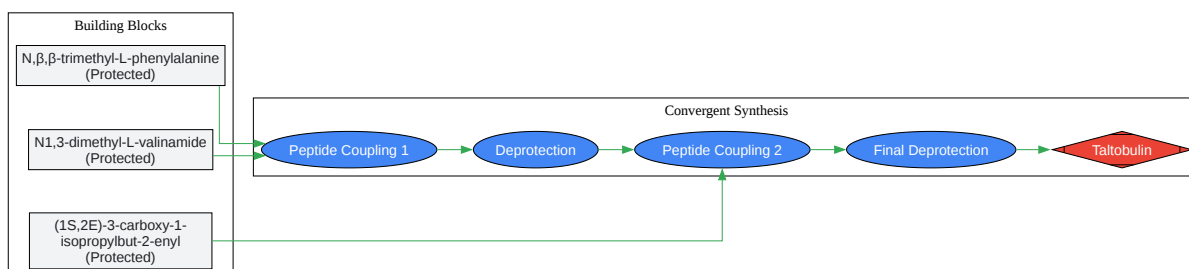 Building Blocks
N,β,β-trimethyl-L-phenylalanine
(Protected)
N1,3-dimethyl-L-valinamide
(Protected)
(1S,2E)-3-carboxy-1-
isopropylbut-2-enyl
(Protected)
Convergent Synthesis
Peptide Coupling 1
Deprotection
Peptide Coupling 2
Final Deprotection
Taltobulin